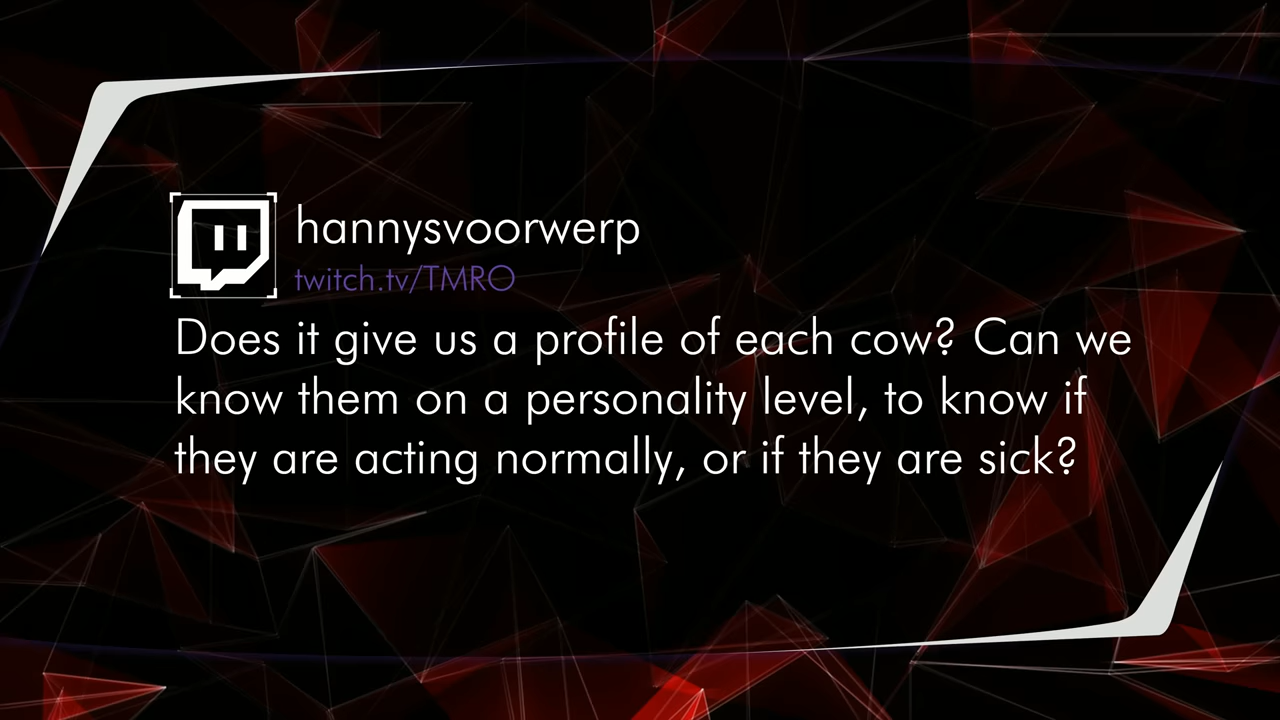 hannysvoorwerp
twitch.tv/TMRO
Does it give us a profile of each cow? Can we
know them on a personality level, to know if
they are acting normally, or if they are sick?